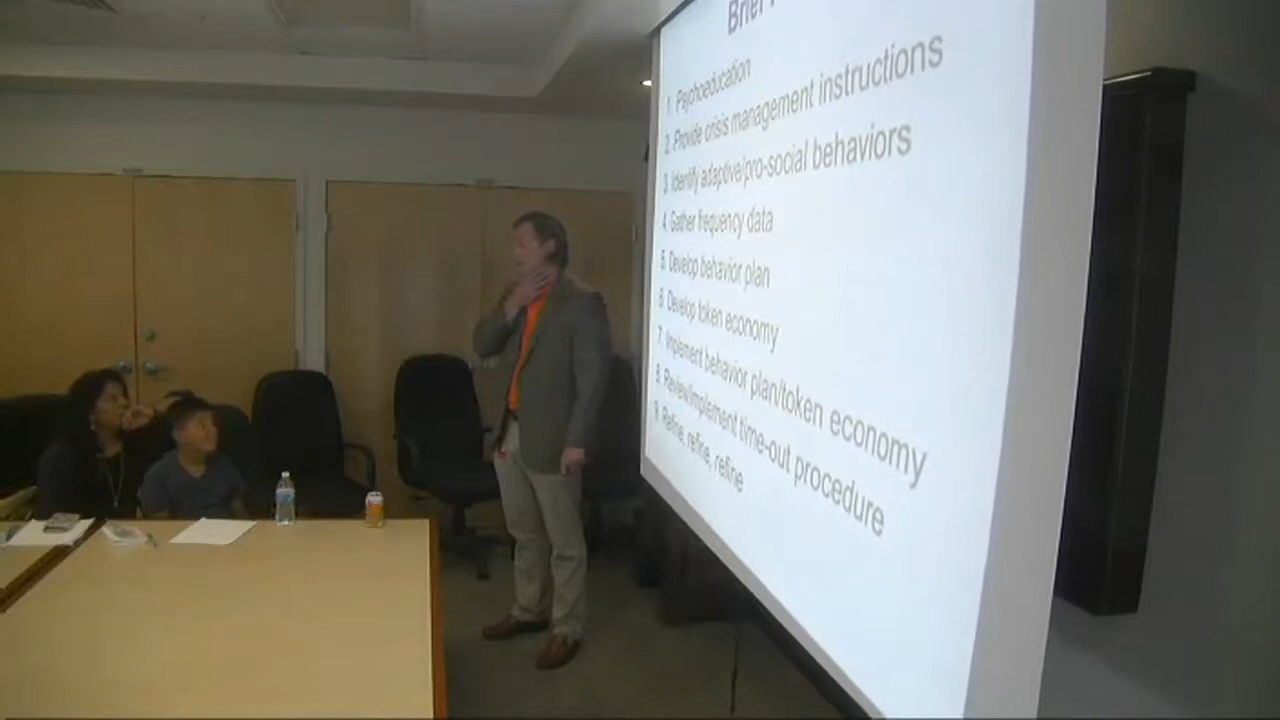 Brief
1. Psychoeducation
2. Provide crisis management instructions
3. Identify adaptive/pro-social behaviors
4. Gather frequency data
5. Develop behavior plan
6. Develop token economy
7. Implement behavior plan/token economy
8. Review/implement time-out procedure
9. Refine, refine, refine